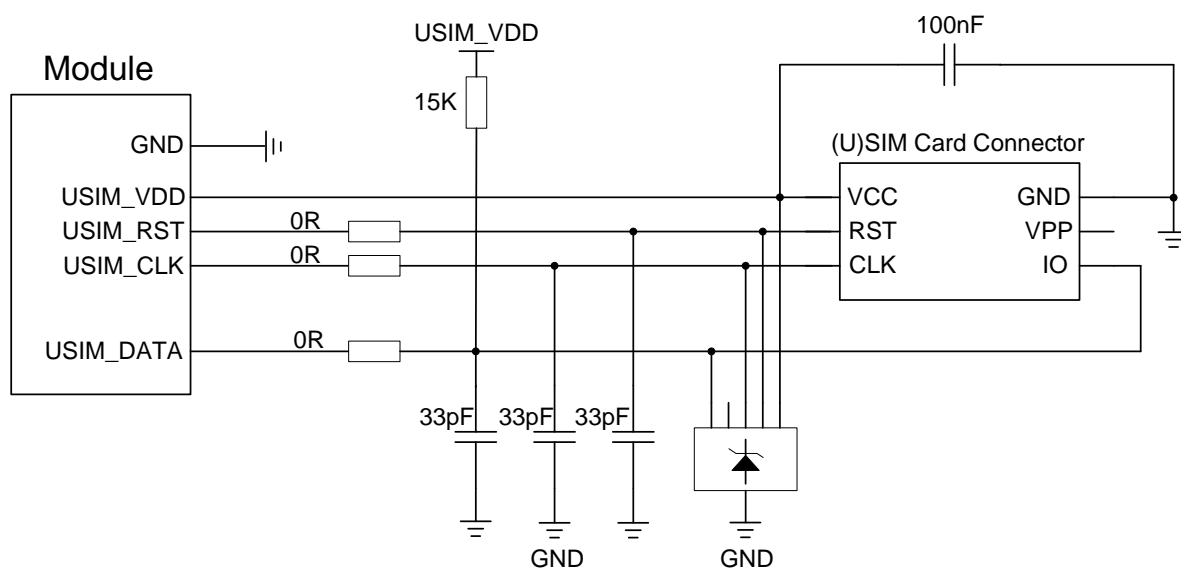 USIM_VDD
100nF
Module
15K
(U)SIM Card Connector
GND
USIM_VDD
VCC
GND
USIM_RST
0R
RST
VPP
USIM_CLK
0R
CLK
IO
USIM_DATA
0R
33pF
33pF
33pF
GND
GND